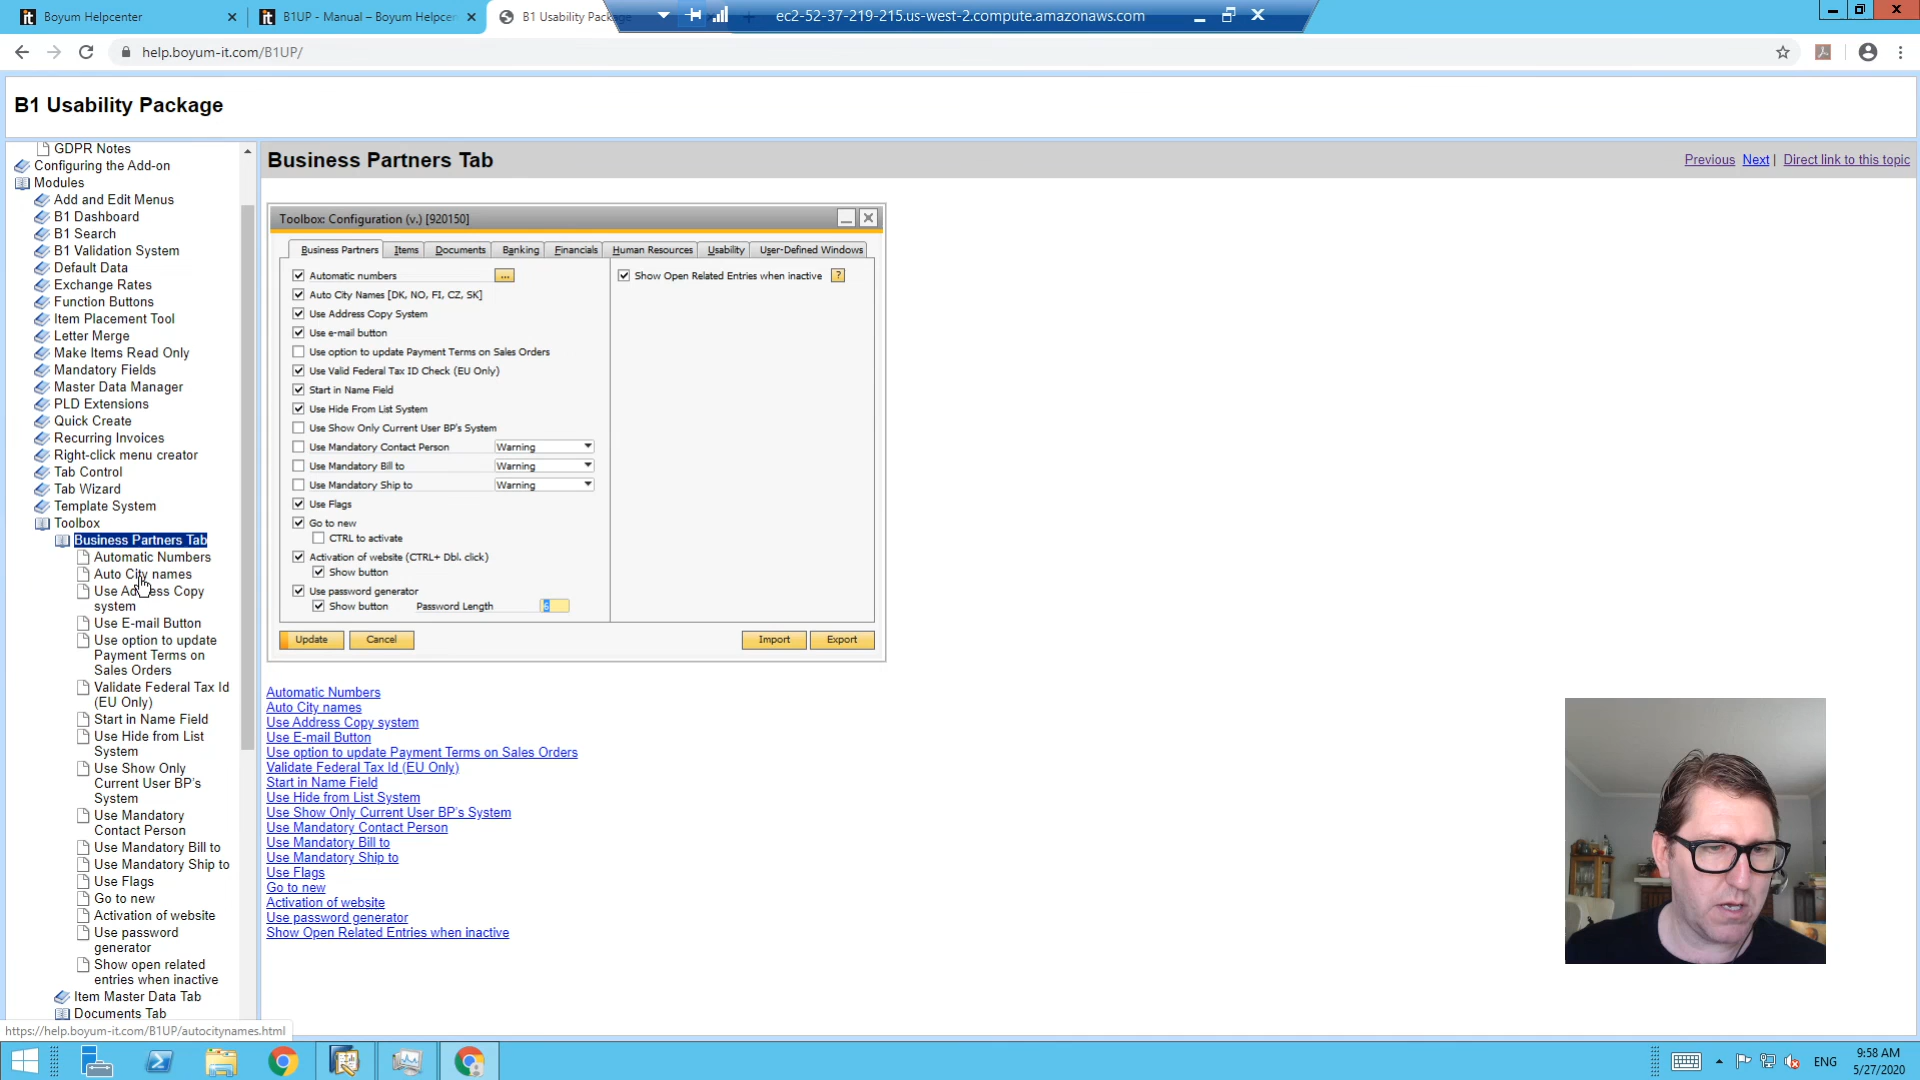 Boyum Helpcenter
B1UP - Manual – Boyum Helpcen
B1 Usability Package
ec2-52-37-219-215.us-west-2.compute.amazonaws.com
help.boyum-it.com/B1UP/
B1 Usability Package
GDPR Notes
Configuring the Add-on
Modules
Add and Edit Menus
B1 Dashboard
B1 Search
B1 Validation System
Default Data
Exchange Rates
Function Buttons
Item Placement Tool
Letter Merge
Make Items Read Only
Mandatory Fields
Master Data Manager
PLD Extensions
Quick Create
Recurring Invoices
Right-click menu creator
Tab Control
Tab Wizard
Template System
Toolbox
Business Partners Tab
Automatic Numbers
Auto City names
Use Address Copy
system
Use E-mail Button
Use option to update
Payment Terms on
Sales Orders
Validate Federal Tax Id
(EU Only)
Start in Name Field
Use Hide from List
System
Use Show Only
Current User BP's
System
Use Mandatory
Contact Person
Use Mandatory Bill to
Use Mandatory Ship to
Use Flags
Go to new
Activation of website
Use password
generator
Show open related
entries when inactive
Item Master Data Tab
Documents Tab
https://help.boyum-it.com/B1UP/autocitynames.html
Business Partners Tab
Previous Next | Direct link to this topic
Toolbox: Configuration (v.) [920150]
Business Partners Items Documents Banking Financials Human Resources Usability User-Defined Windows
Automatic numbers ...
Auto City Names [DK, NO, FI, CZ, SK]
Use Address Copy System
Use e-mail button
Use option to update Payment Terms on Sales Orders
Use Valid Federal Tax ID Check (EU Only)
Start in Name Field
Use Hide From List System
Use Show Only Current User BP's System
Use Mandatory Contact Person Warning
Use Mandatory Bill to Warning
Use Mandatory Ship to Warning
Use Flags
Go to new
CTRL to activate
Activation of website (CTRL+ Dbl. click)
Show button
Use password generator
Show button Password Length 6
Show Open Related Entries when inactive ?
Update Cancel Import Export
Automatic Numbers
Auto City names
Use Address Copy system
Use E-mail Button
Use option to update Payment Terms on Sales Orders
Validate Federal Tax Id (EU Only)
Start in Name Field
Use Hide from List System
Use Show Only Current User BP's System
Use Mandatory Contact Person
Use Mandatory Bill to
Use Mandatory Ship to
Use Flags
Go to new
Activation of website
Use password generator
Show Open Related Entries when inactive
ENG
9:58 AM
5/27/2020